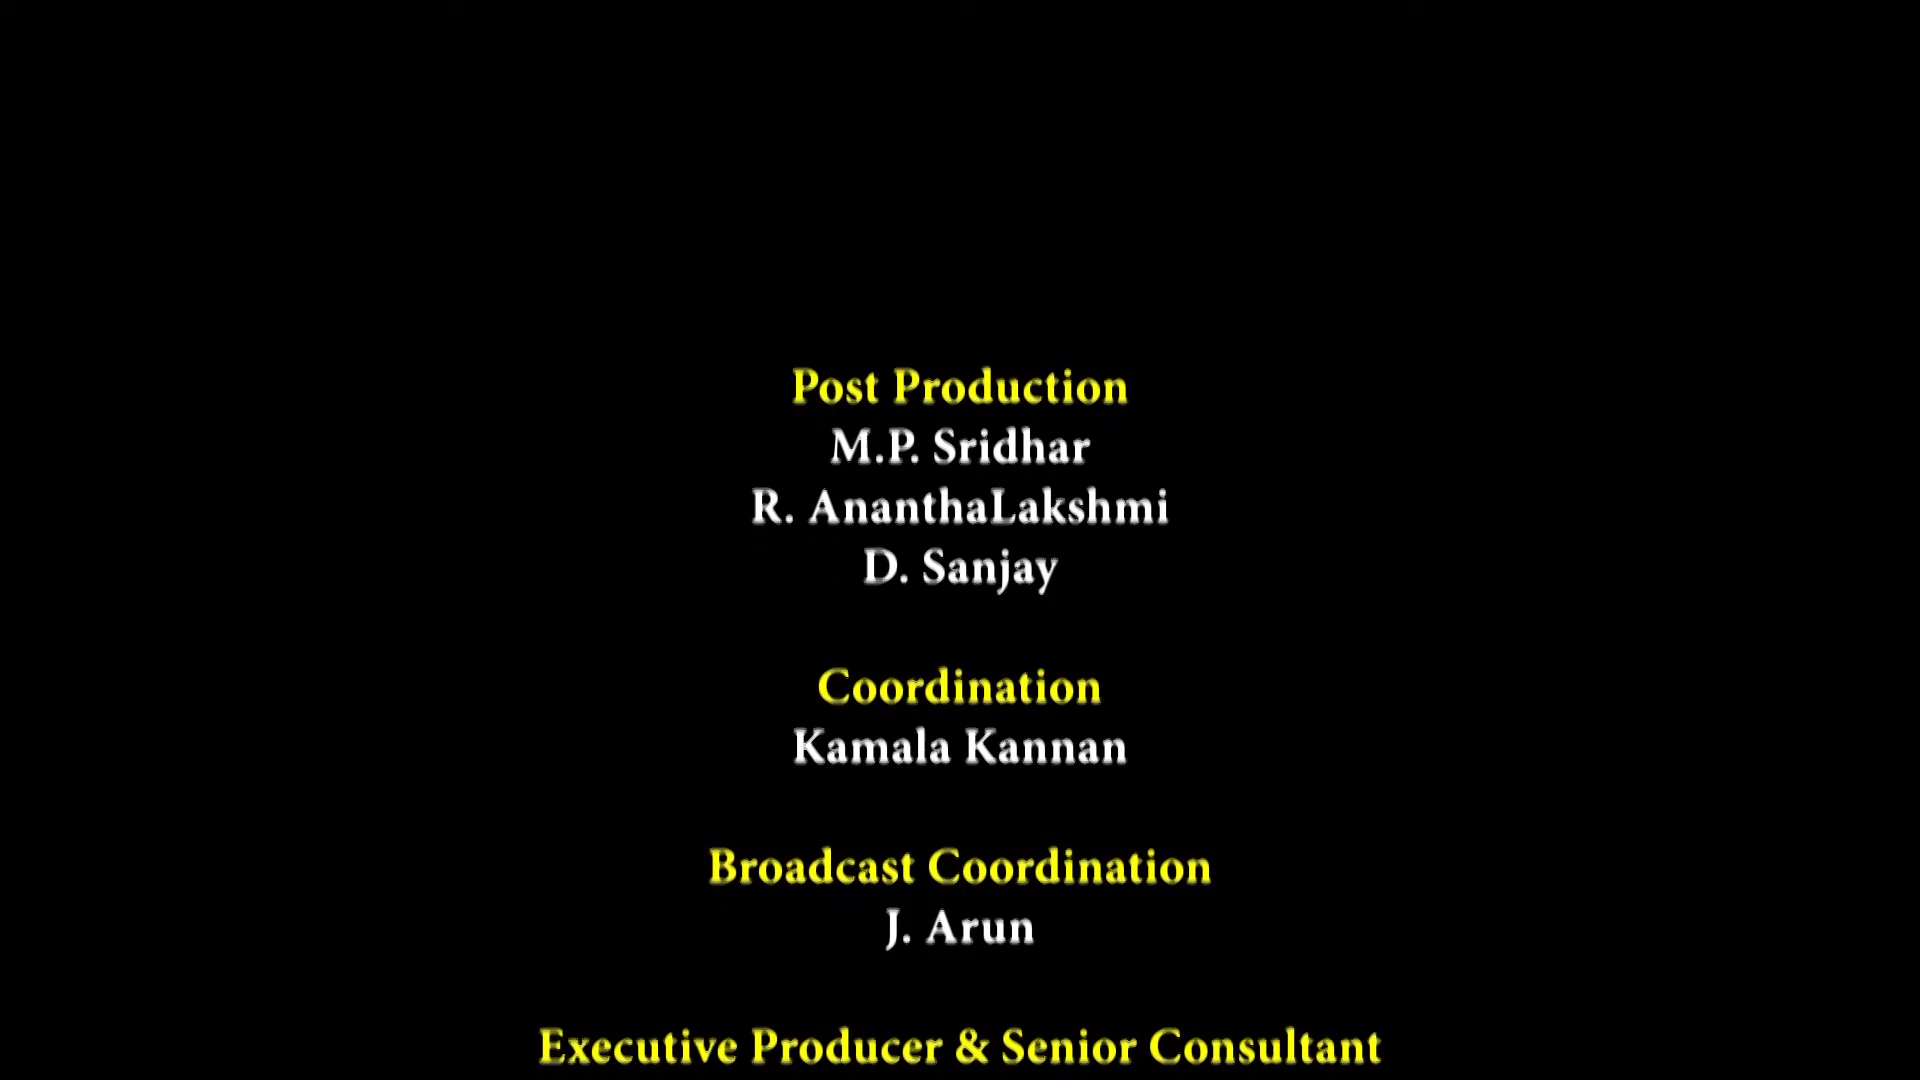 Post Production
M.P. Sridhar
R. AnanthaLakshmi
D. Sanjay
Coordination
Kamala Kannan
Broadcast Coordination
J. Arun
Executive Producer & Senior Consultant